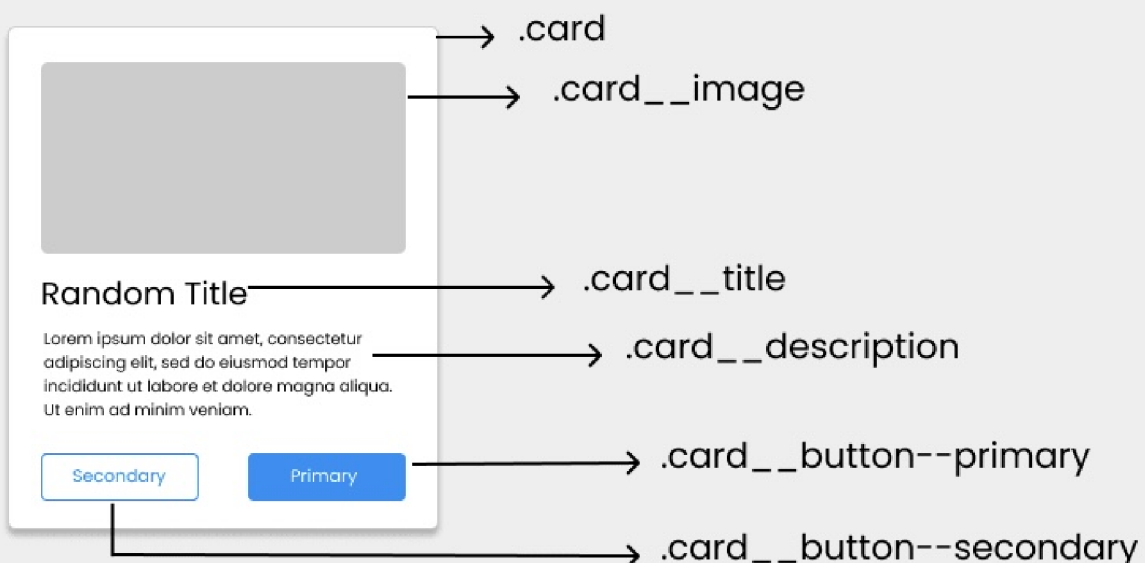 .card
.card__image
Random Title
.card__title
Lorem ipsum dolor sit amet, consectetur
adipiscing elit, sed do eiusmod tempor
incididunt ut labore et dolore magna aliqua.
Ut enim ad minim veniam.
.card__description
Secondary
Primary
.card__button--primary
.card__button--secondary